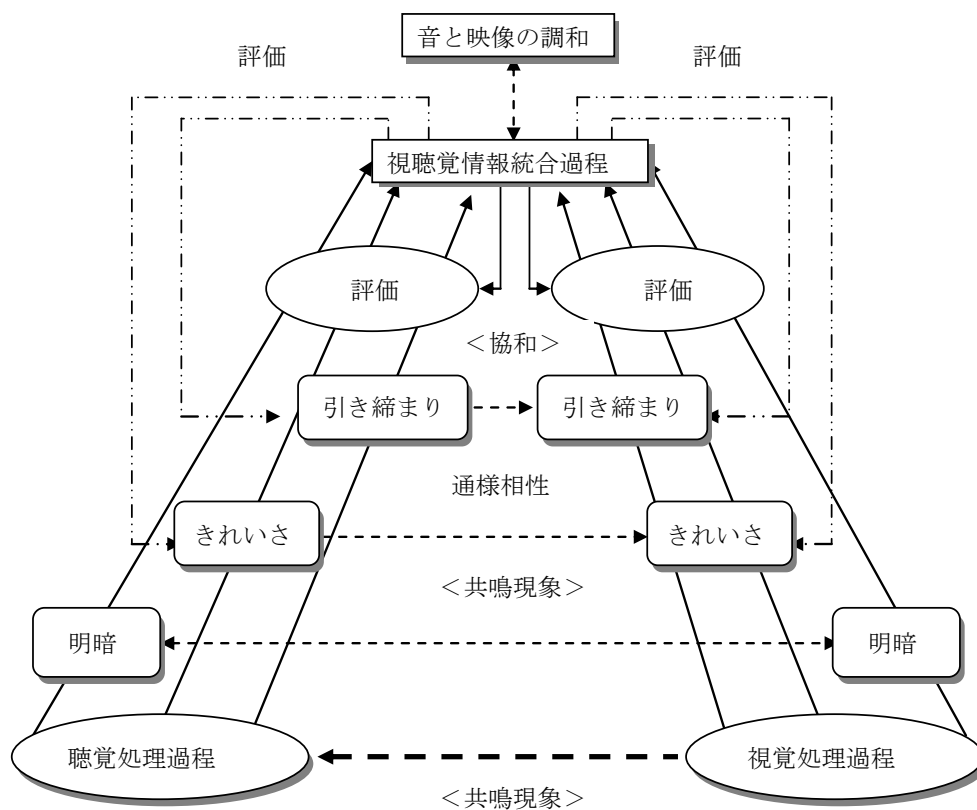 音と映像の調和
評価
評価
視聴覚情報統合過程
評価
評価
＜協和＞
引き締まり
引き締まり
通様相性
きれいさ
きれいさ
＜共鳴現象＞
明暗
明暗
聴覚処理過程
視覚処理過程
＜共鳴現象＞